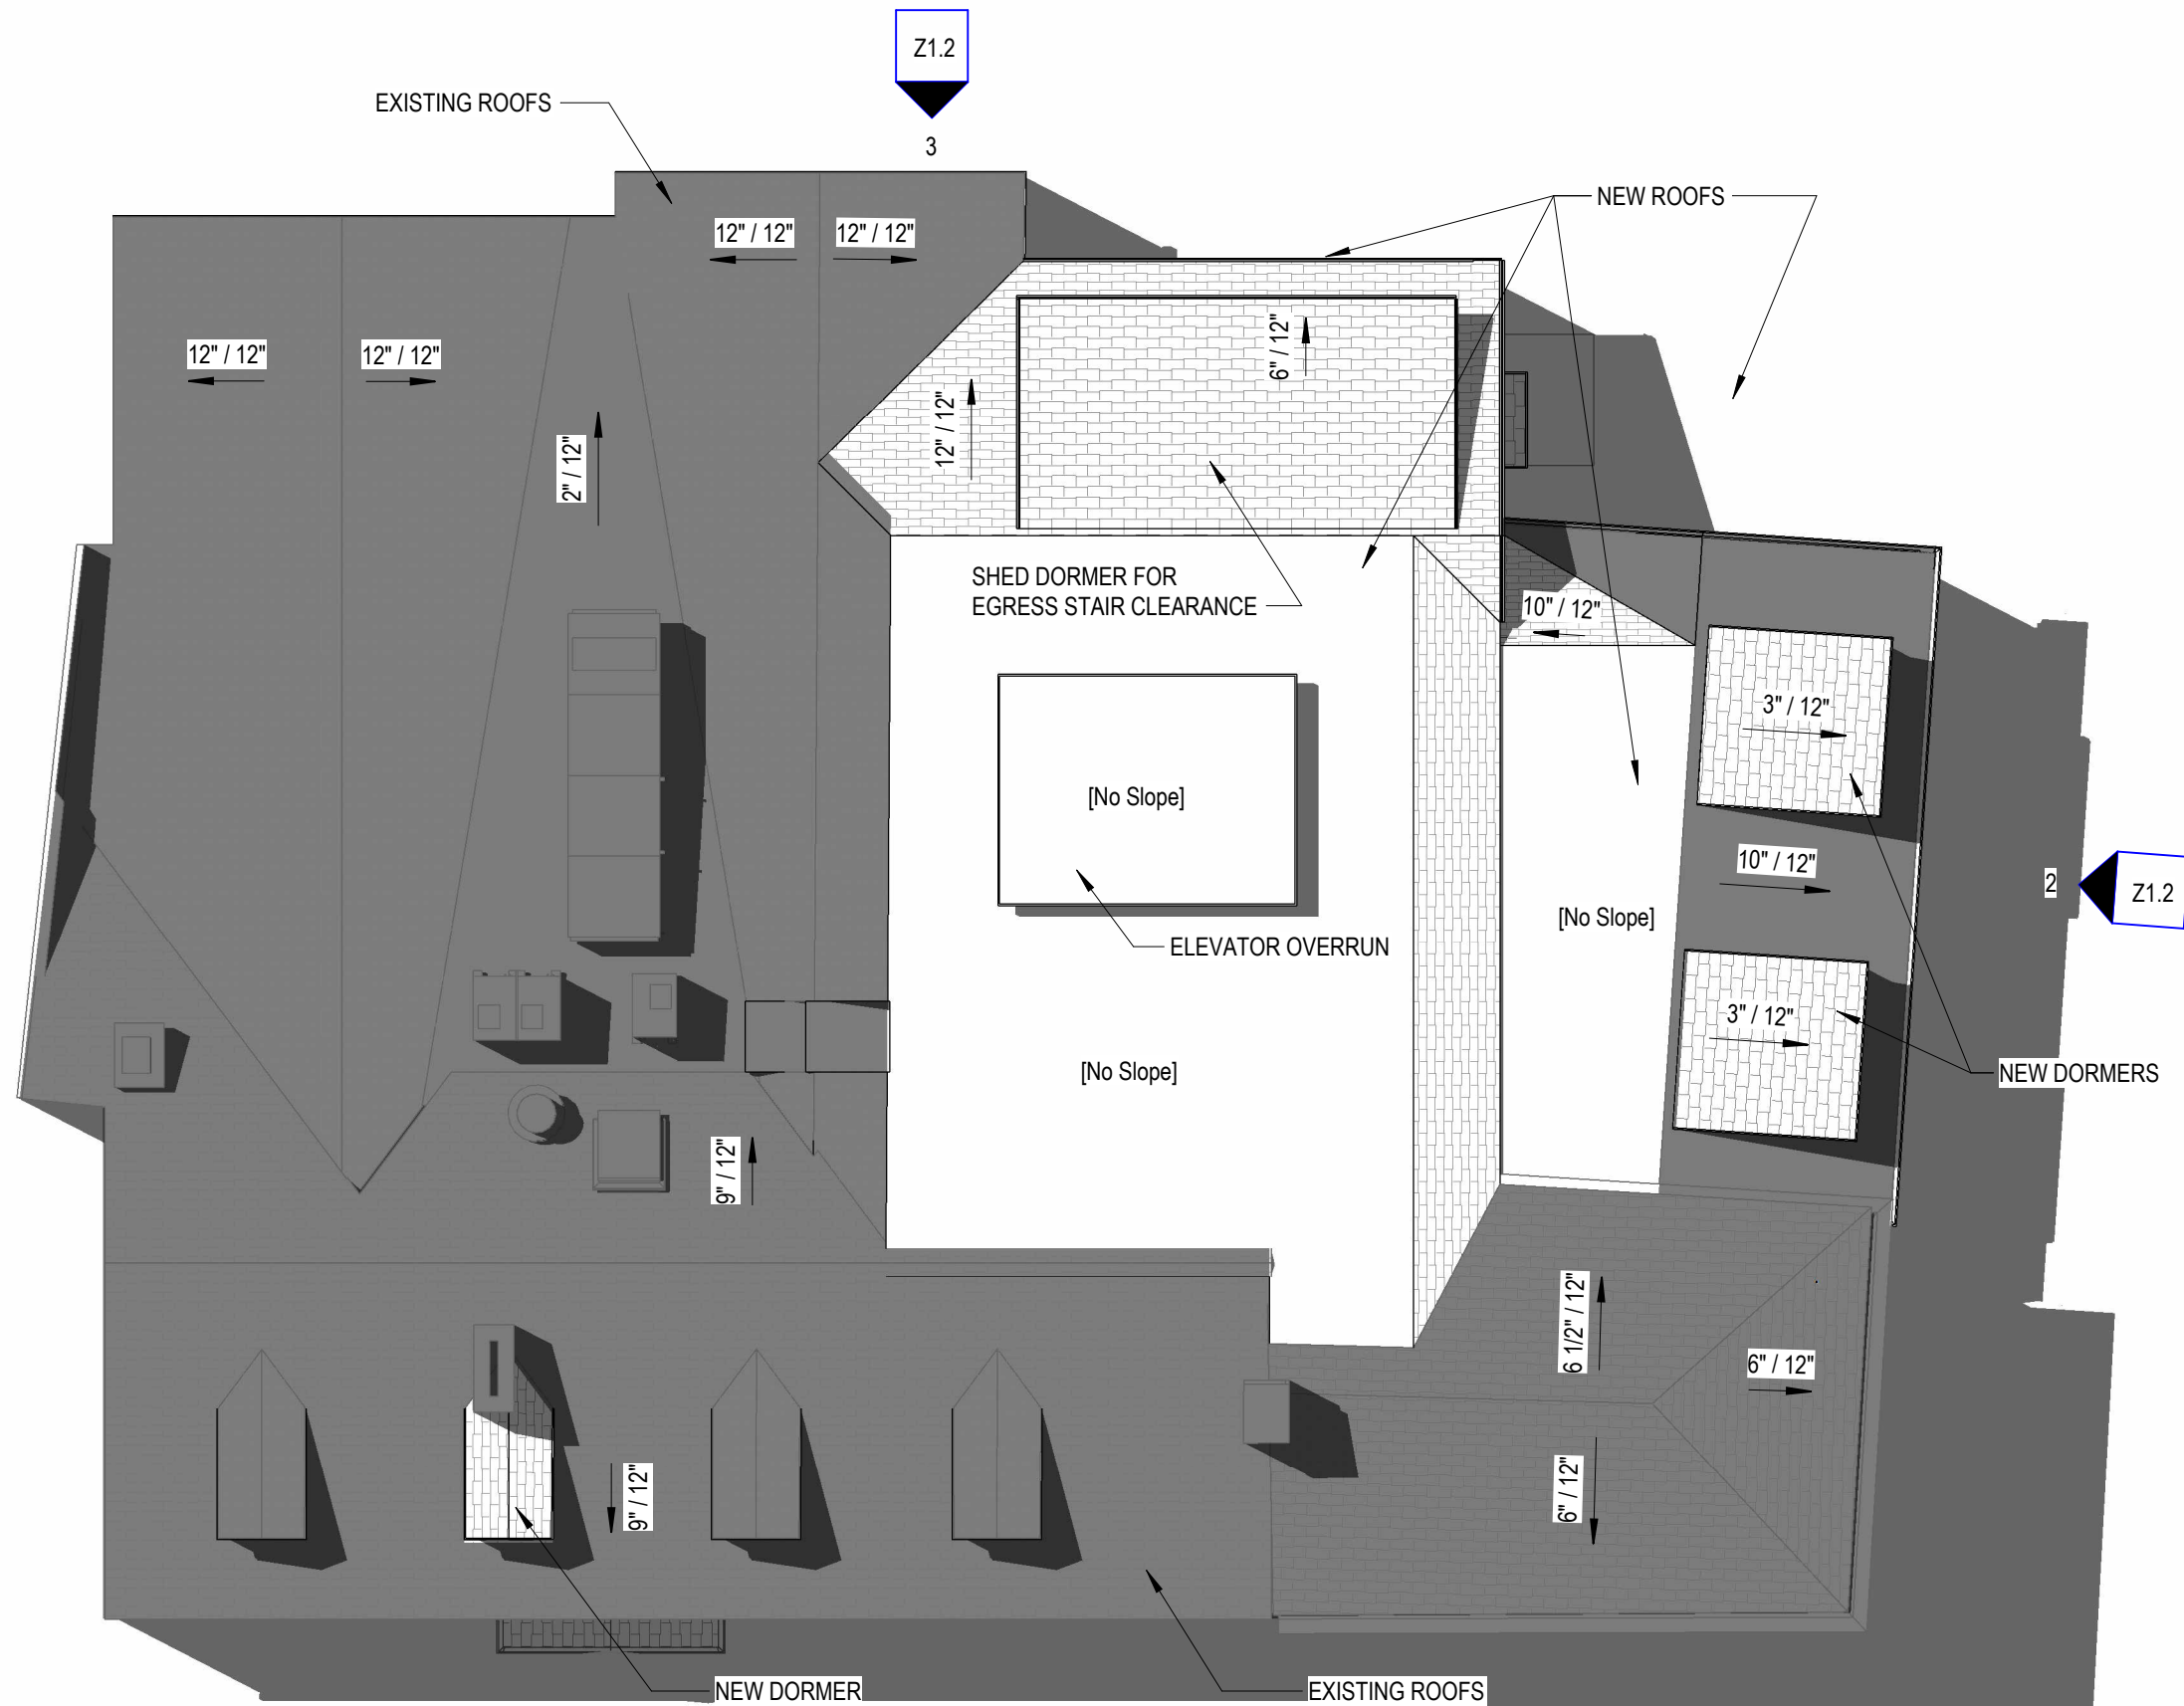 Z1.2
EXISTING ROOFS
3
NEW ROOFS
12" / 12"
12" / 12"
6" / 12"
12" / 12"
12" / 12"
12" / 12"
2" / 12"
SHED DORMER FOR
EGRESS STAIR CLEARANCE
10" / 12"
3" / 12"
[No Slope]
10" / 12"
2
Z1.2
[No Slope]
ELEVATOR OVERRUN
3" / 12"
[No Slope]
NEW DORMERS
9" / 12"
6 1/2" / 12"
6" / 12"
9" / 12"
6" / 12"
NEW DORMER
EXISTING ROOFS